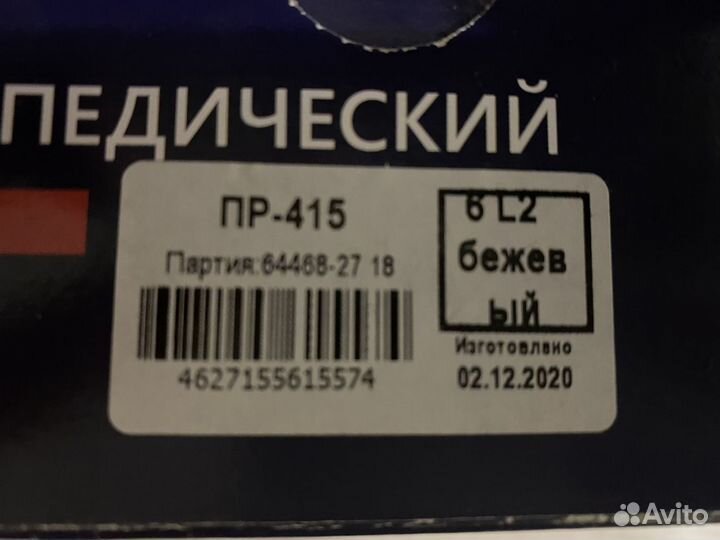 ПЕДИЧЕСКИЙ
ПР-415
Партия:64468-27 18
4627155615574
6 L2
бежев
ый
Изготовлено
02.12.2020
Avito